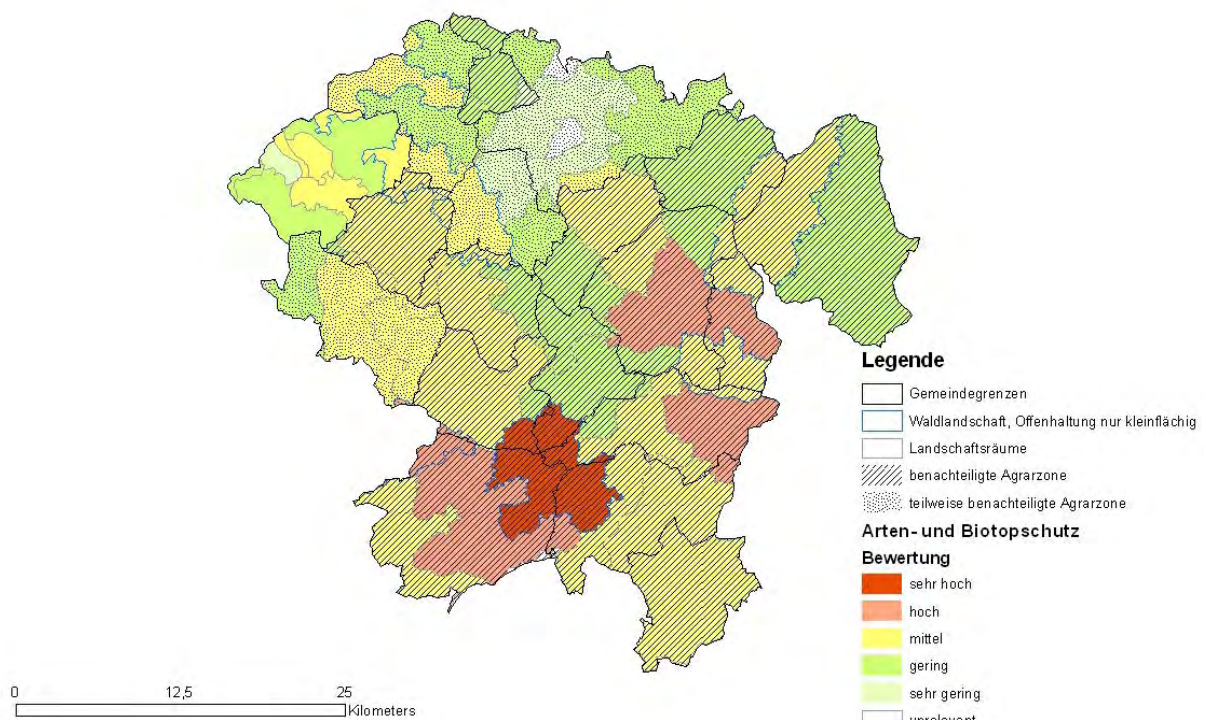 Legende
Gemeindegrenzen
Waldlandschaft, Offenhaltung nur kleinflächig
Landschaftsräume
benachteiligte Agrarzone
teilweise benachteiligte Agrarzone
Arten- und Biotopschutz
Bewertung
sehr hoch
hoch
mittel
gering
sehr gering
unrelevant
0 12,5 25
Kilometers